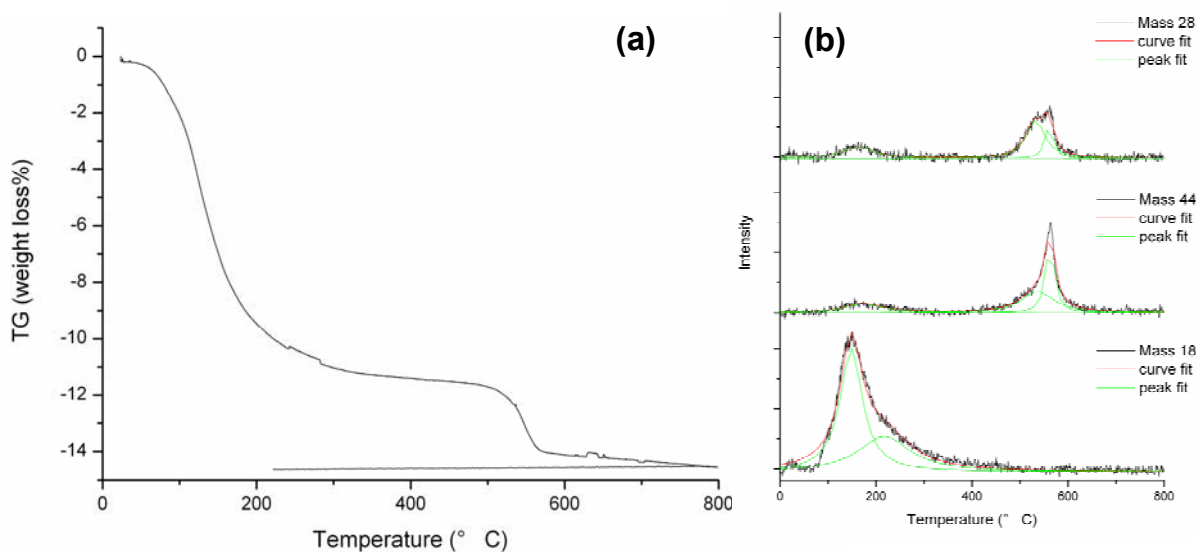 (a)
0
-2
-4
-6
-8
-10
-12
-14
TG (weight loss%)
0 200 400 600 800
Temperature (° C)
(b)
Mass 28
curve fit
peak fit
Mass 44
curve fit
peak fit
Mass 18
curve fit
peak fit
Intensity
0 200 400 600 800
Temperature (° C)